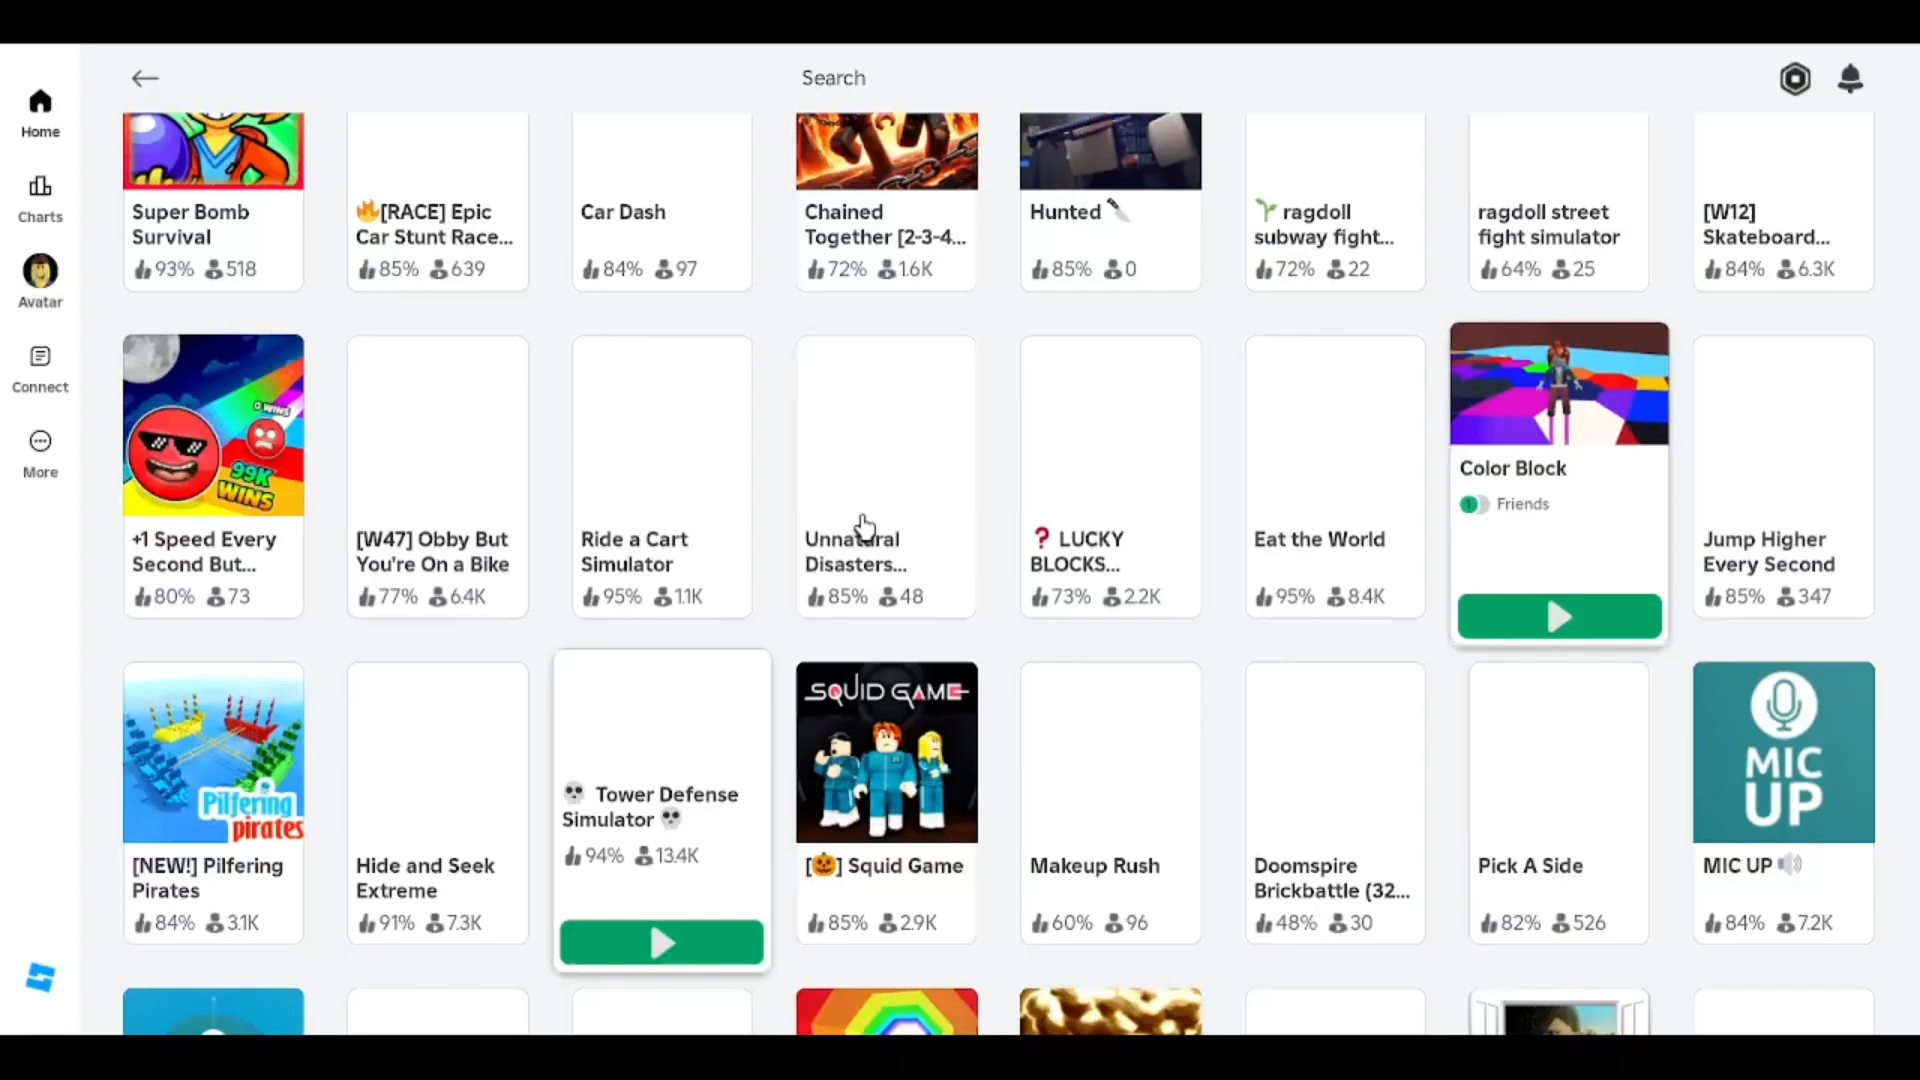 Search
Home
Charts
Avatar
Connect
More
Super Bomb
Survival
93% 518
🔥[RACE] Epic
Car Stunt Race...
85% 639
Car Dash
84% 97
Chained
Together [2-3-4...
72% 1.6K
Hunted 🔪
85% 0
🌱 ragdoll
subway fight...
72% 22
ragdoll street
fight simulator
64% 25
[W12]
Skateboard...
84% 6.3K
0 WINS
99K
WINS
+1 Speed Every
Second But...
80% 73
[W47] Obby But
You're On a Bike
77% 6.4K
Ride a Cart
Simulator
95% 1.1K
Unnatural
Disasters...
85% 48
❓ LUCKY
BLOCKS...
73% 2.2K
Eat the World
95% 8.4K
Color Block
1 Friends
Jump Higher
Every Second
85% 347
Pilfering
pirates
[NEW!] Pilfering
Pirates
84% 3.1K
Hide and Seek
Extreme
91% 7.3K
💀 Tower Defense
Simulator 💀
94% 13.4K
SQUID GAME
[🎃] Squid Game
85% 2.9K
Makeup Rush
60% 96
Doomspire
Brickbattle (32...
48% 30
Pick A Side
82% 526
MIC
UP
MIC UP 🔊
84% 7.2K